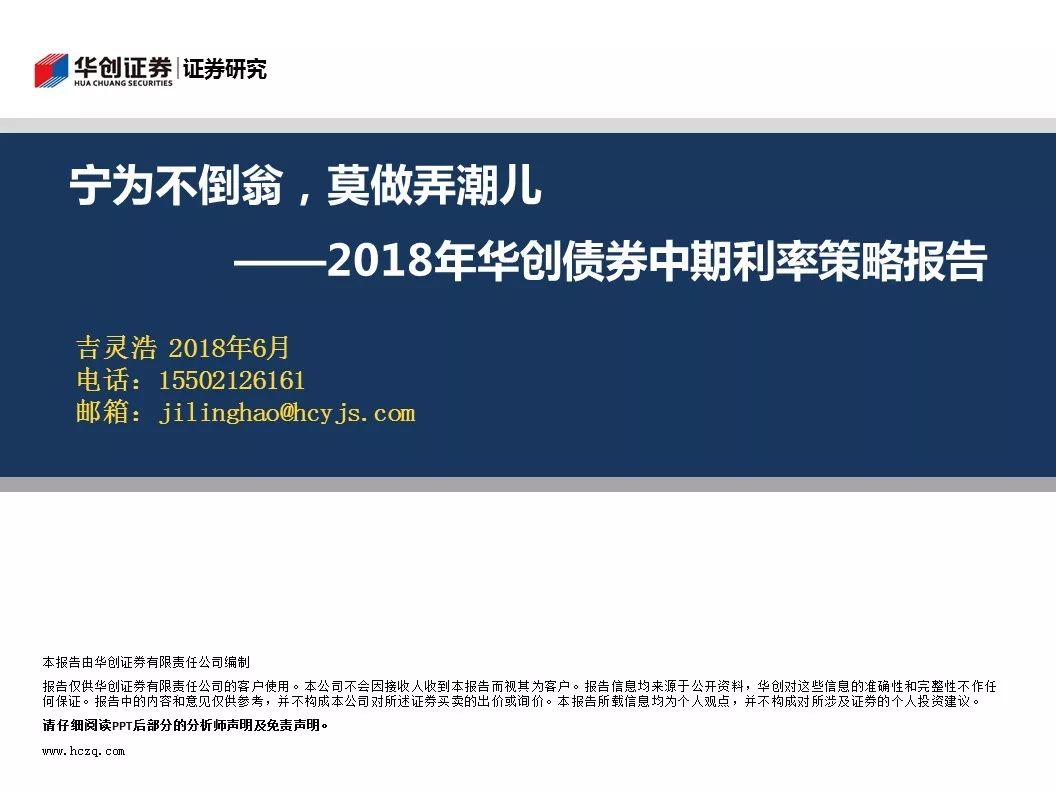 华创证券|证券研究
HUA CHUANG SECURITIES
宁为不倒翁，莫做弄潮儿
——2018年华创债券中期利率策略报告
吉灵浩 2018年6月
电话：15502126161
邮箱：jilinghao@hcyjs.com
本报告由华创证券有限责任公司编制
报告仅供华创证券有限责任公司的客户使用。本公司不会因接收人收到本报告而视其为客户。报告信息均来源于公开资料，华创对这些信息的准确性和完整性不作任
何保证。报告中的内容和意见仅供参考，并不构成本公司对所述证券买卖的出价或询价。本报告所载信息均为个人观点，并不构成对所涉及证券的个人投资建议。
请仔细阅读PPT后部分的分析师声明及免责声明。
www.hczq.com